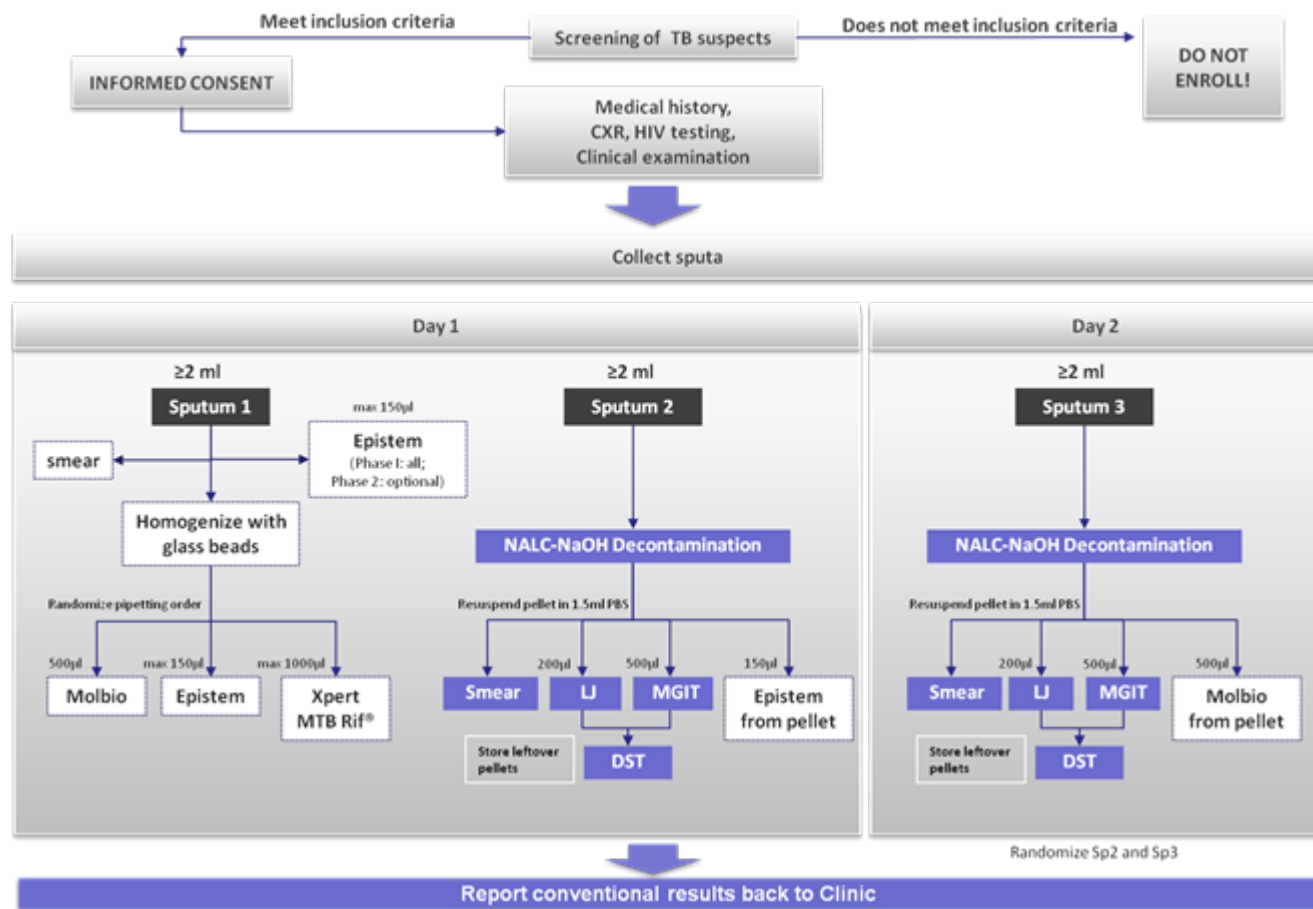 Meet inclusion criteria
Screening of TB suspects
Does not meet inclusion criteria
INFORMED CONSENT
DO NOT
ENROLL!
Medical history,
CXR, HIV testing,
Clinical examination
Collect sputa
Day 1
≥2 ml
Sputum 1
smear
max 150µl
Epistem
(Phase I: all;
Phase 2: optional)
Homogenize with
glass beads
Randomize pipetting order
500µl
Molbio
max 150µl
Epistem
max 1000µl
Xpert
MTB Rif®
≥2 ml
Sputum 2
NALC-NaOH Decontamination
Resuspend pellet in 1.5ml PBS
Smear
200µl
LJ
500µl
MGIT
150µl
Epistem
from pellet
Store leftover
pellets
DST
Day 2
≥2 ml
Sputum 3
NALC-NaOH Decontamination
Resuspend pellet in 1.5ml PBS
Smear
200µl
LJ
500µl
MGIT
500µl
Molbio
from pellet
Store leftover
pellets
DST
Randomize Sp2 and Sp3
Report conventional results back to Clinic